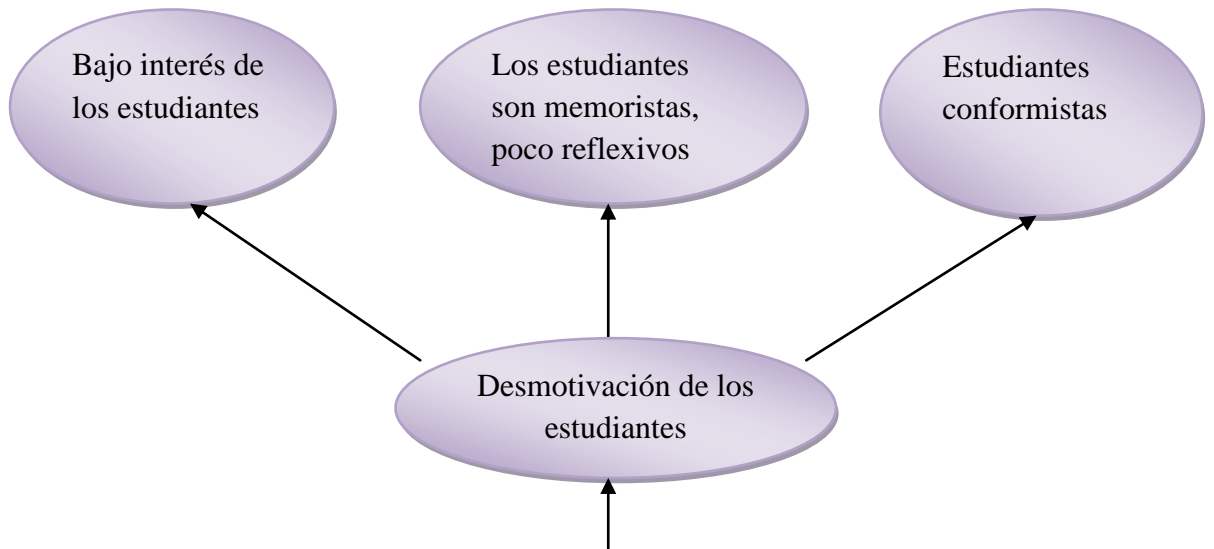 Bajo interés de
los estudiantes
Los estudiantes
son memoristas,
poco reflexivos
Estudiantes
conformistas
Desmotivación de los
estudiantes